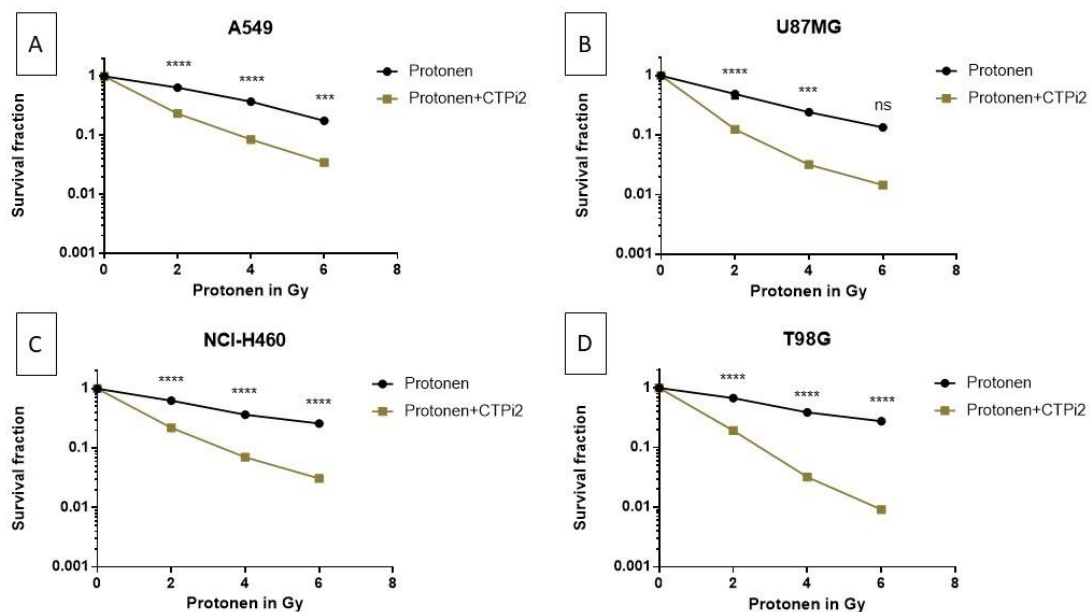 A
A549
**** **** ***
Protonen
Protonen+CTPi2
Survival fraction
1
0.1
0.01
0.001
0 2 4 6 8
Protonen in Gy
B
U87MG
**** *** ns
Protonen
Protonen+CTPi2
Survival fraction
1
0.1
0.01
0.001
0 2 4 6 8
Protonen in Gy
C
NCI-H460
**** **** ****
Protonen
Protonen+CTPi2
Survival fraction
1
0.1
0.01
0.001
0 2 4 6 8
Protonen in Gy
D
T98G
**** **** ****
Protonen
Protonen+CTPi2
Survival fraction
1
0.1
0.01
0.001
0 2 4 6 8
Protonen in Gy